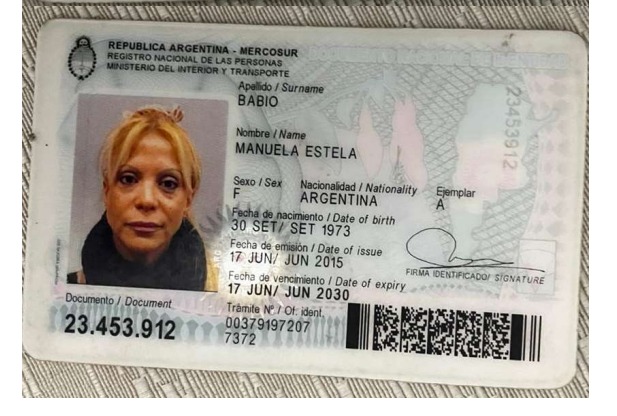 REPUBLICA ARGENTINA - MERCOSUR
REGISTRO NACIONAL DE LAS PERSONAS
MINISTERIO DEL INTERIOR Y TRANSPORTE
Apellido / Surname
BABIO
Nombre / Name
MANUELA ESTELA
Sexo / Sex Nacionalidad / Nationality Ejemplar
F ARGENTINA A
Fecha de nacimiento / Date of birth
30 SET/ SET 1973
Fecha de emisión / Date of issue
17 JUN/ JUN 2015
FIRMA IDENTIFICADO/ SIGNATURE
Fecha de vencimiento / Date of expiry
17 JUN/ JUN 2030
Documento / Document
23.453.912
Trámite Nº / Of. ident.
00379197207
7372
23453912